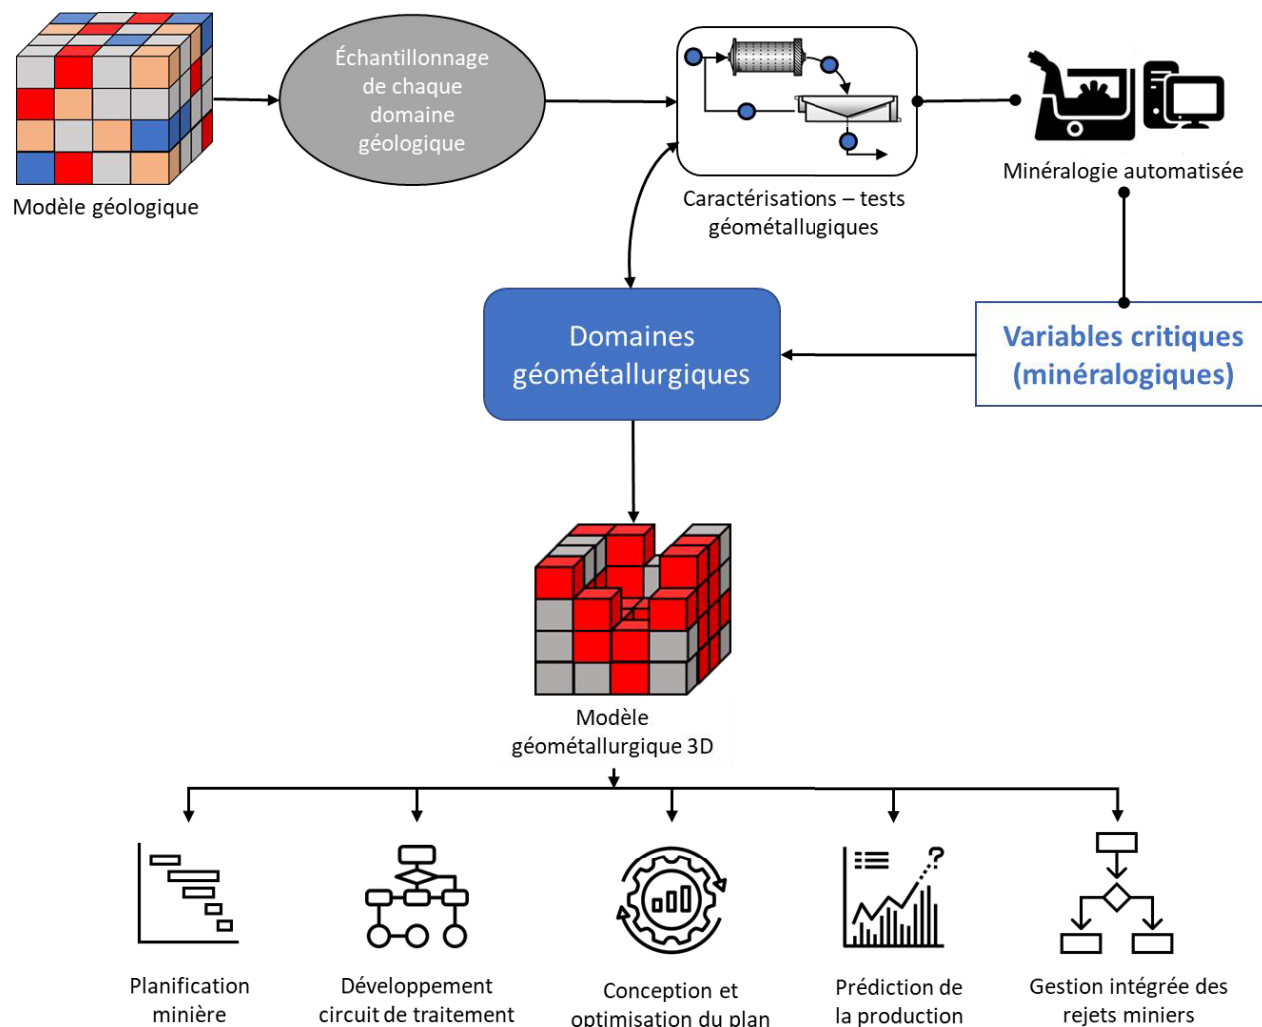 Échantillonnage
de chaque
domaine
géologique
Modèle géologique
Caractérisations – tests
géométallugiques
Minéralogie automatisée
Domaines
géométallurgiques
Variables critiques
(minéralogiques)
Modèle
géométallurgique 3D
Planification
minière
Développement
circuit de traitement
Conception et
optimisation du plan
Prédiction de
la production
Gestion intégrée des
rejets miniers
?